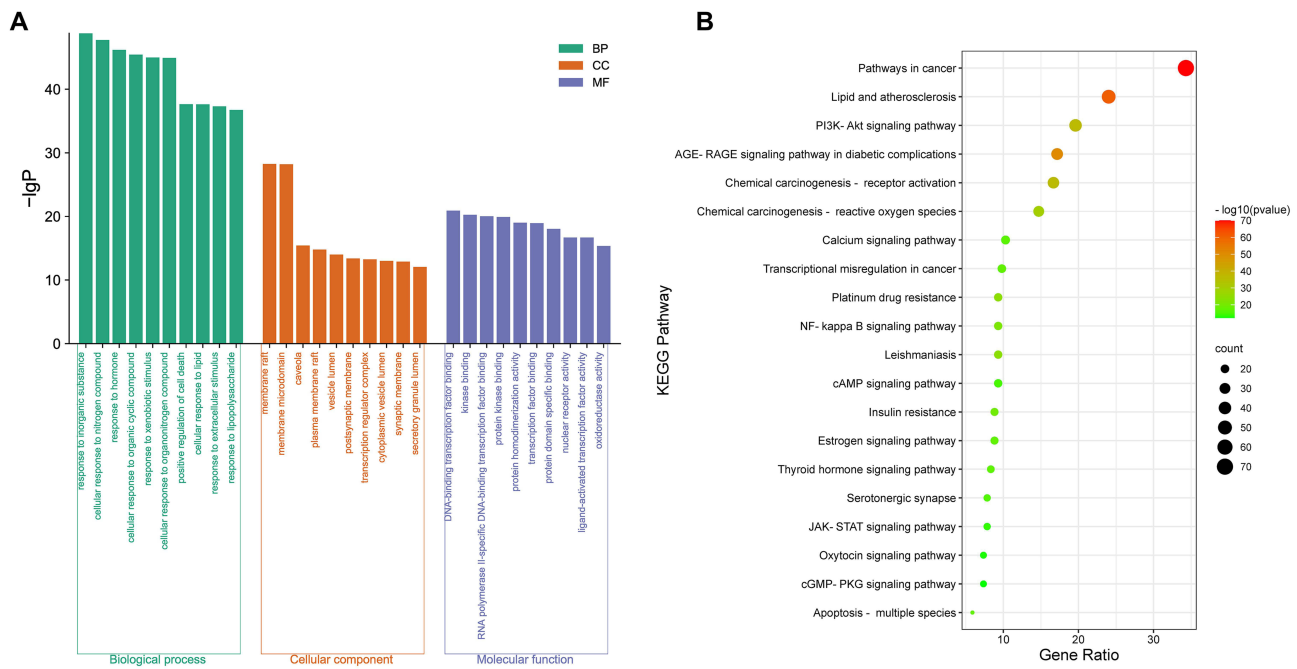 A
−lgP
40
30
20
10
0
BP
CC
MF
response to inorganic substance
cellular response to nitrogen compound
response to hormone
cellular response to organic cyclic compound
response to xenobiotic stimulus
cellular response to organonitrogen compound
positive regulation of cell death
cellular response to lipid
response to extracellular stimulus
response to lipopolysaccharide
membrane raft
membrane microdomain
caveola
plasma membrane raft
vesicle lumen
postsynaptic membrane
transcription regulator complex
cytoplasmic vesicle lumen
synaptic membrane
secretory granule lumen
DNA-binding transcription factor binding
kinase binding
RNA polymerase II-specific DNA-binding transcription factor binding
protein kinase binding
protein homodimerization activity
transcription factor binding
protein domain specific binding
nuclear receptor activity
ligand-activated transcription factor activity
oxidoreductase activity
Biological process
Cellular component
Molecular function
B
KEGG Pathway
Pathways in cancer
Lipid and atherosclerosis
PI3K- Akt signaling pathway
AGE- RAGE signaling pathway in diabetic complications
Chemical carcinogenesis - receptor activation
Chemical carcinogenesis - reactive oxygen species
Calcium signaling pathway
Transcriptional misregulation in cancer
Platinum drug resistance
NF- kappa B signaling pathway
Leishmaniasis
cAMP signaling pathway
Insulin resistance
Estrogen signaling pathway
Thyroid hormone signaling pathway
Serotonergic synapse
JAK- STAT signaling pathway
Oxytocin signaling pathway
cGMP- PKG signaling pathway
Apoptosis - multiple species
10
20
30
Gene Ratio
- log10(pvalue)
70
60
50
40
30
20
count
20
30
40
50
60
70